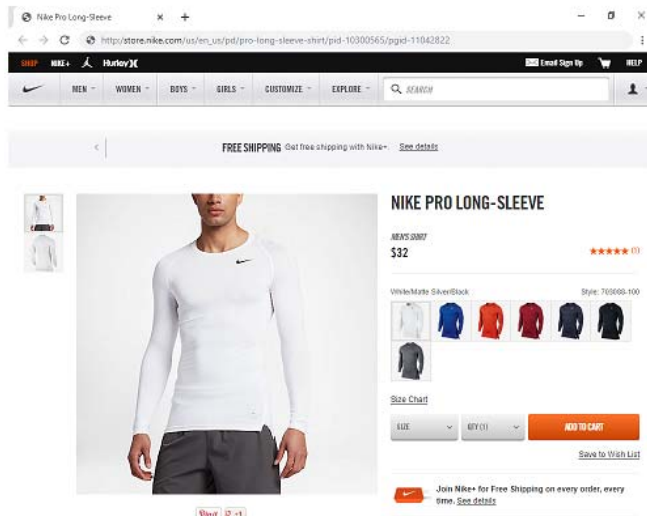 Nike Pro Long-Sleeve
http://store.nike.com/us/en_us/pd/pro-long-sleeve-shirt/pid-10300565/pgid-11042822
SHOP NIKE+ Hurley Email Sign Up HELP
MEN WOMEN BOYS GIRLS CUSTOMIZE EXPLORE SEARCH
FREE SHIPPING Get free shipping with Nike+. See details
NIKE PRO LONG-SLEEVE
MEN'S SHIRT
$32 (1)
White/Matte Silver/Black Style: 703088-100
Size Chart
SIZE QTY (1) ADD TO CART
Save to Wish List
Join Nike+ for Free Shipping on every order, every
time. See details
Pin it +1